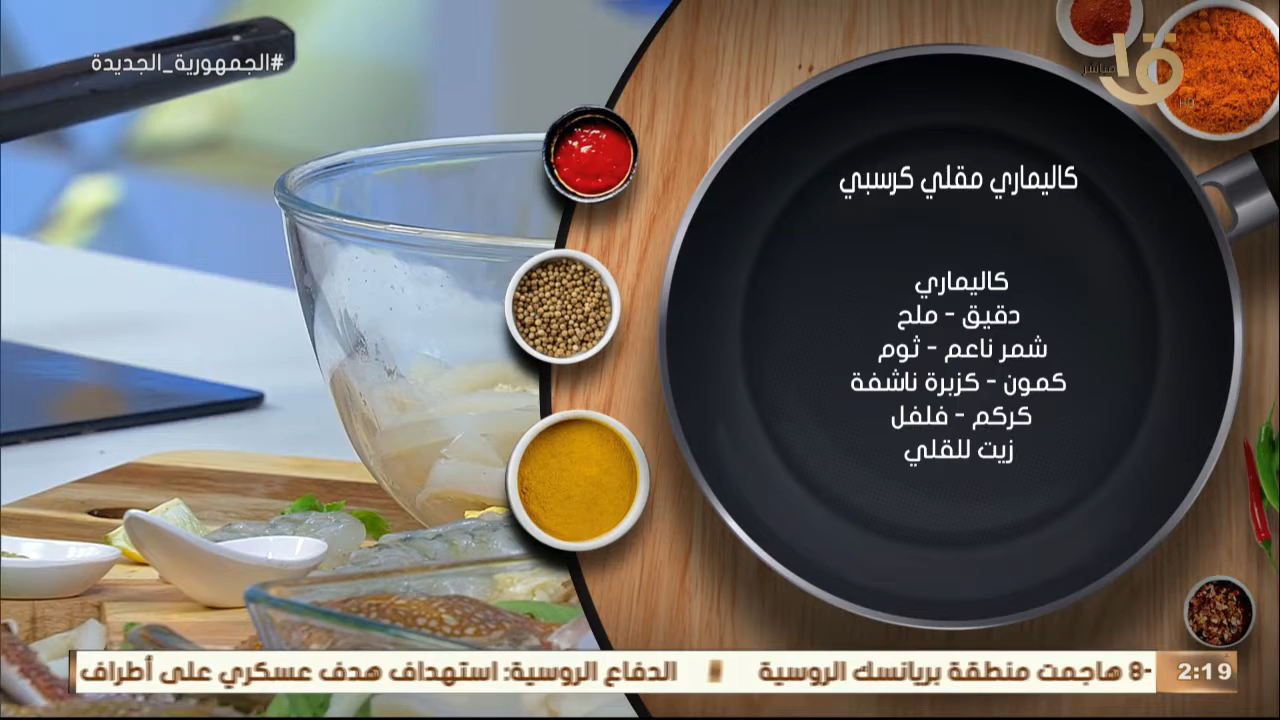 #الجمهورية_الجديدة
مباشر
HD
كاليماري مقلي كرسبي
كاليماري
دقيق - ملح
شمر ناعم - ثوم
كمون - كزبرة ناشفة
كركم - فلفل
زيت للقلي
8- هاجمت منطقة بريانسك الروسية الدفاع الروسية: استهداف هدف عسكري على أطراف
2:19